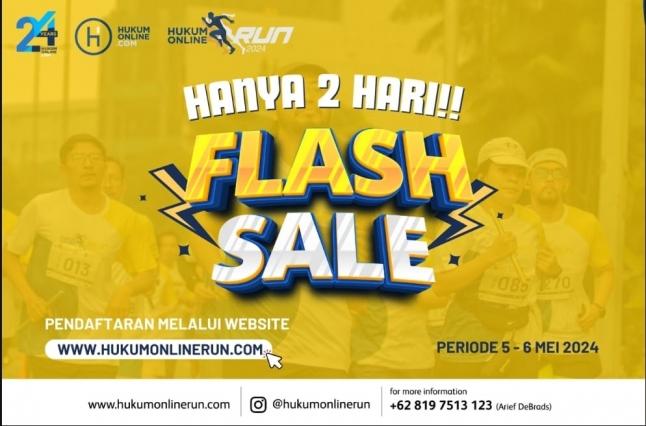 24 YEARS
HUKUM ONLINE
H HUKUM ONLINE .COM
HUKUM ONLINE RUN 2024
HANYA 2 HARI!!
FLASH
SALE
013
085
270
PENDAFTARAN MELALUI WEBSITE
WWW.HUKUMONLINERUN.COM
PERIODE 5 - 6 MEI 2024
www.hukumonlinerun.com
@hukumonlinerun
for more information
+62 819 7513 123 (Arief DeBrads)